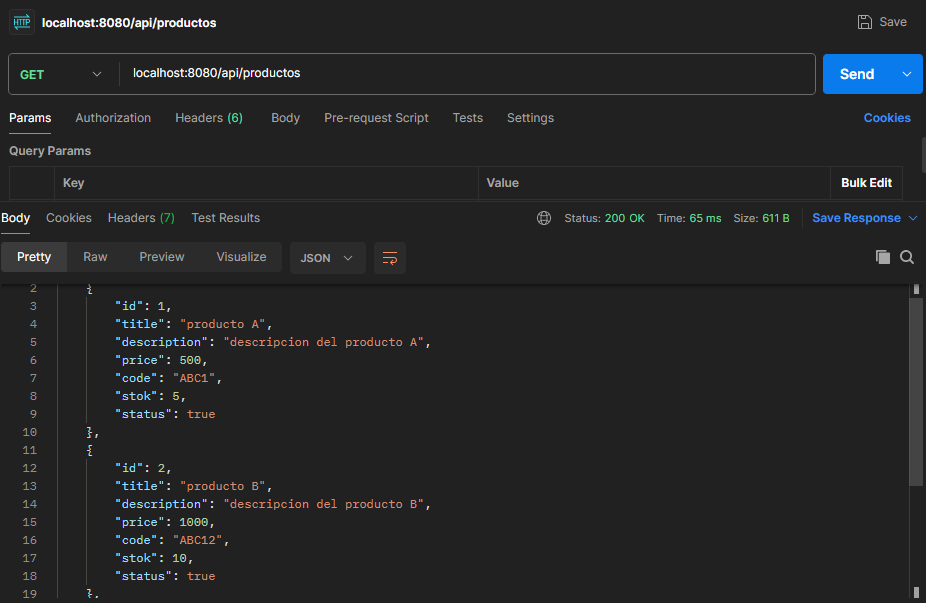 HTTP localhost:8080/api/productos Save
GET localhost:8080/api/productos Send
Params Authorization Headers (6) Body Pre-request Script Tests Settings Cookies
Query Params
Key Value Bulk Edit
Body Cookies Headers (7) Test Results Status: 200 OK Time: 65 ms Size: 611 B Save Response
Pretty Raw Preview Visualize JSON
2 {
3 "id": 1,
4 "title": "producto A",
5 "description": "descripcion del producto A",
6 "price": 500,
7 "code": "ABC1",
8 "stok": 5,
9 "status": true
10 },
11 {
12 "id": 2,
13 "title": "producto B",
14 "description": "descripcion del producto B",
15 "price": 1000,
16 "code": "ABC12",
17 "stok": 10,
18 "status": true
19 },